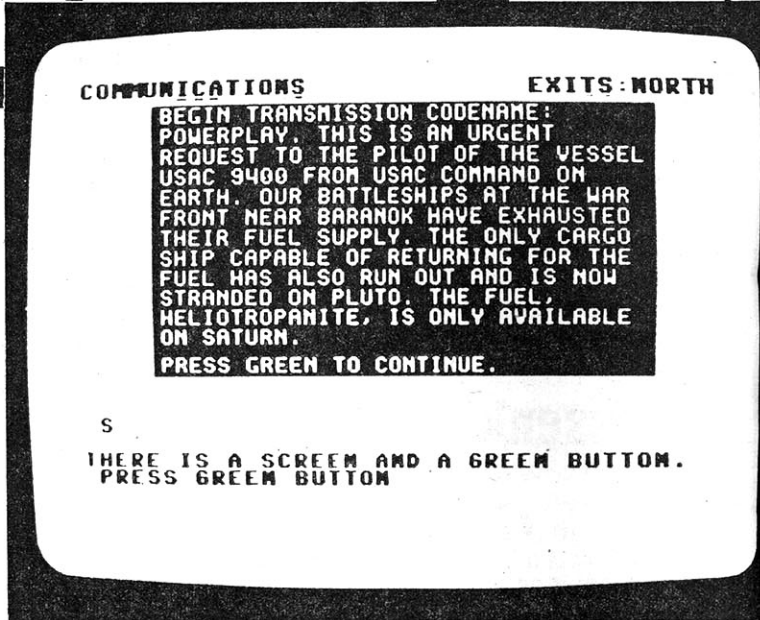 COMMUNICATIONS EXITS:NORTH
BEGIN TRANSMISSION CODENAME:
POWERPLAY. THIS IS AN URGENT
REQUEST TO THE PILOT OF THE VESSEL
USAC 9400 FROM USAC COMMAND ON
EARTH. OUR BATTLESHIPS AT THE WAR
FRONT NEAR BARANOK HAVE EXHAUSTED
THEIR FUEL SUPPLY. THE ONLY CARGO
SHIP CAPABLE OF RETURNING FOR THE
FUEL HAS ALSO RUN OUT AND IS NOW
STRANDED ON PLUTO. THE FUEL,
HELIOTROPANITE, IS ONLY AVAILABLE
ON SATURN.
PRESS GREEN TO CONTINUE.
S
THERE IS A SCREEN AND A GREEN BUTTON.
PRESS GREEN BUTTON